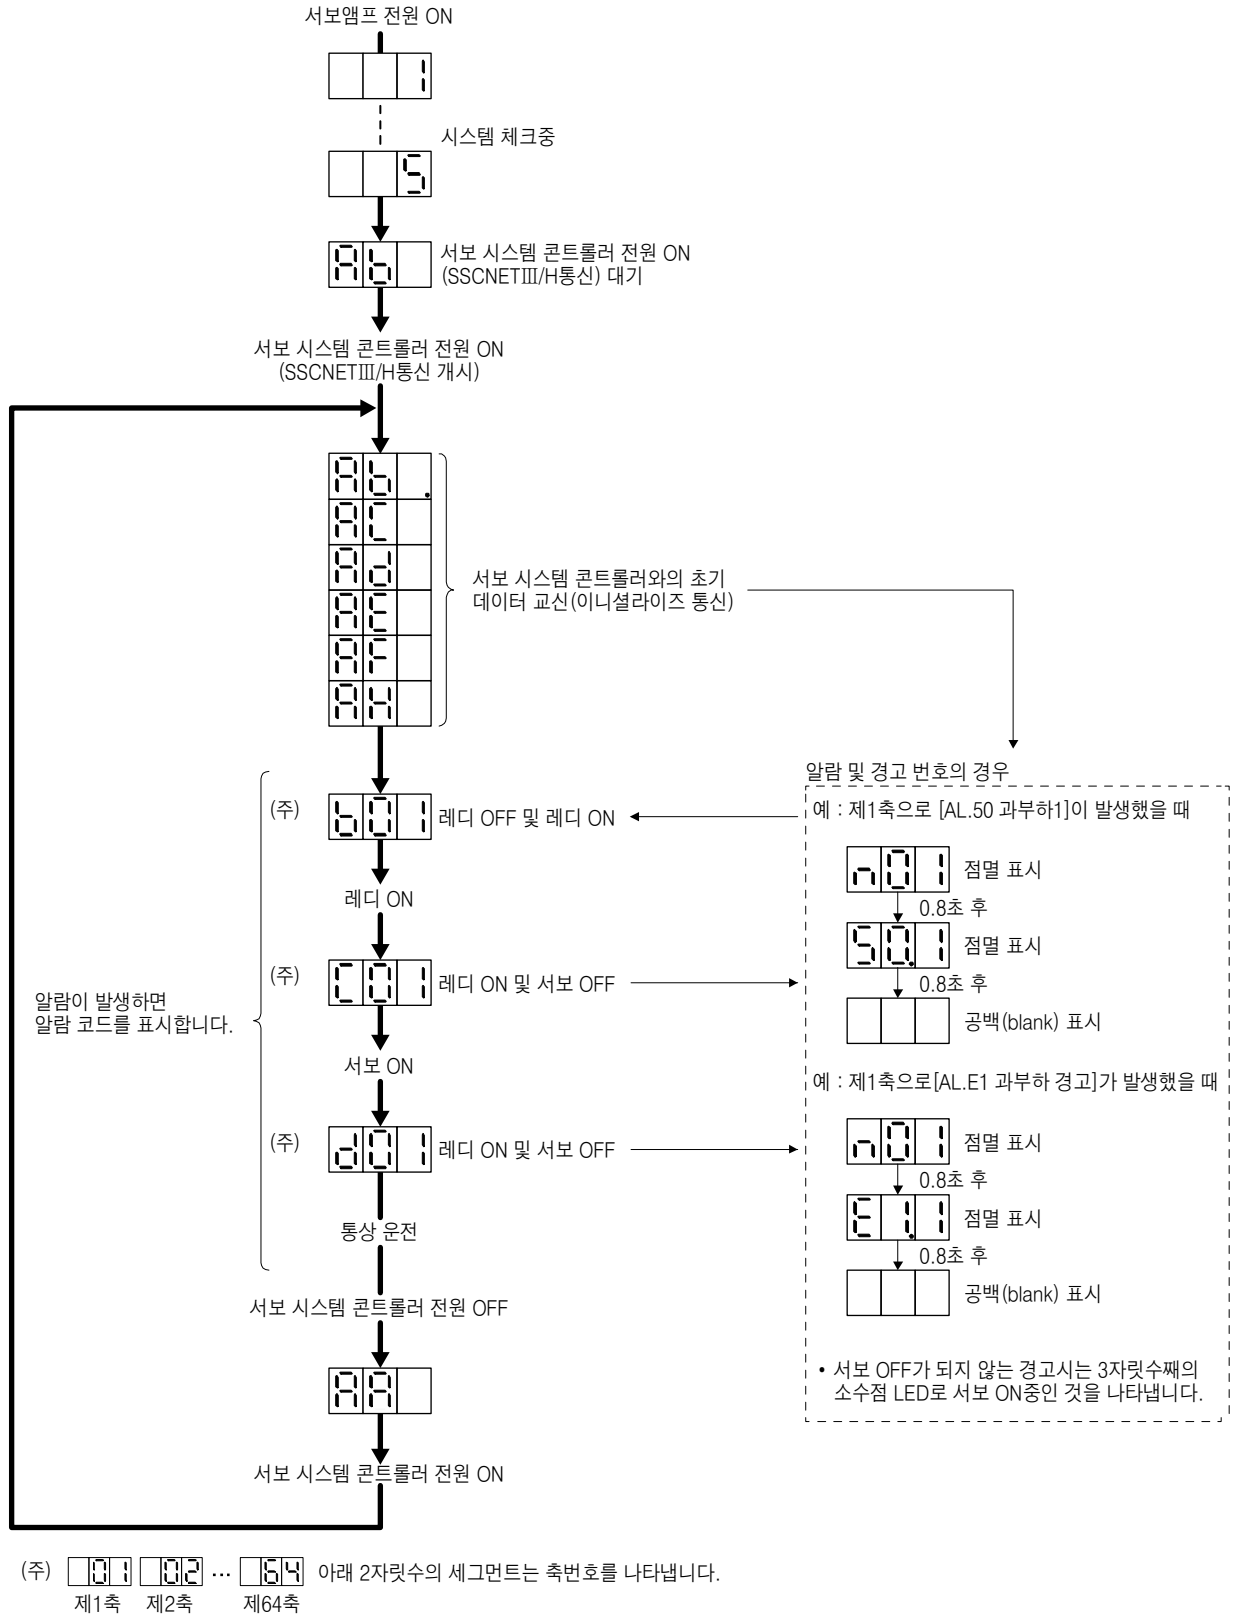 서보앰프 전원 ON
1
시스템 체크중
5
Ab
서보 시스템 콘트롤러 전원 ON
(SSCNETⅢ/H통신) 대기
서보 시스템 콘트롤러 전원 ON
(SSCNETⅢ/H통신 개시)
Ab.
AC
Ad
AE
AF
AH
서보 시스템 콘트롤러와의 초기
데이터 교신(이니셜라이즈 통신)
(주) b01 레디 OFF 및 레디 ON
레디 ON
(주) C01 레디 ON 및 서보 OFF
알람이 발생하면
알람 코드를 표시합니다.
서보 ON
(주) d01 레디 ON 및 서보 OFF
통상 운전
서보 시스템 콘트롤러 전원 OFF
AA
서보 시스템 콘트롤러 전원 ON
알람 및 경고 번호의 경우
예 : 제1축으로 [AL.50 과부하1]이 발생했을 때
n01 점멸 표시
0.8초 후
50.1 점멸 표시
0.8초 후
공백(blank) 표시
예 : 제1축으로[AL.E1 과부하 경고]가 발생했을 때
n01 점멸 표시
0.8초 후
E1.1 점멸 표시
0.8초 후
공백(blank) 표시
• 서보 OFF가 되지 않는 경고시는 3자릿수째의
소수점 LED로 서보 ON중인 것을 나타냅니다.
(주) 01 02 ... 64 아래 2자릿수의 세그먼트는 축번호를 나타냅니다.
제1축 제2축 제64축